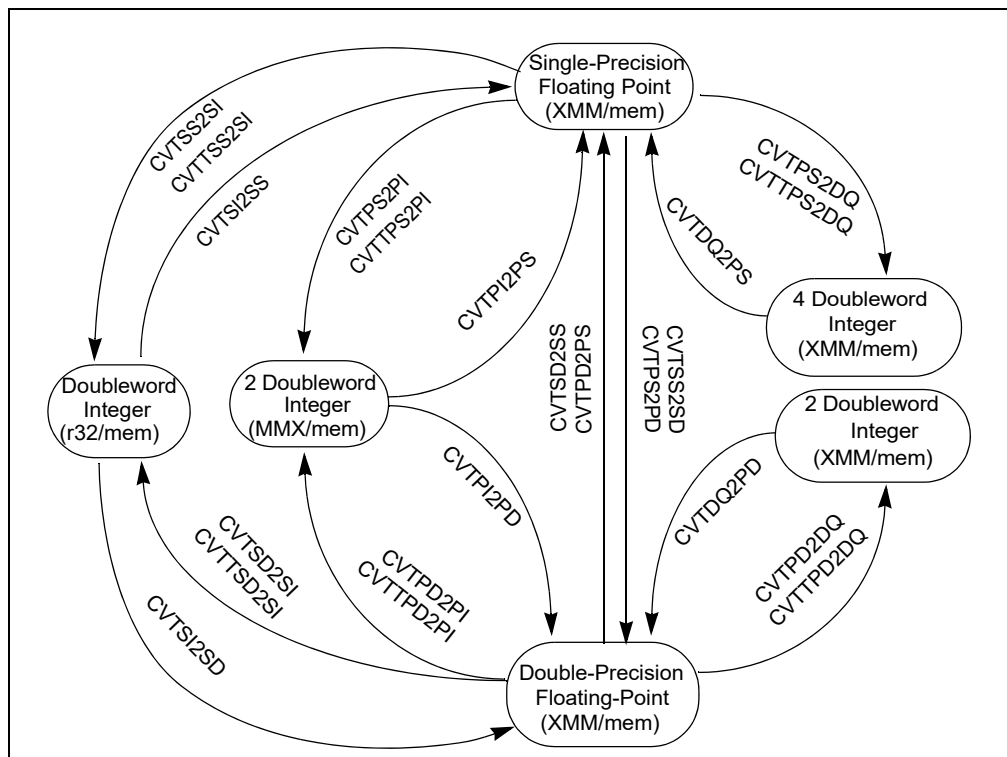 Single-Precision
Floating Point
(XMM/mem)
CVTSS2SI
CVTTSS2SI
CVTSI2SS
CVTPS2PI
CVTTPS2PI
CVTPI2PS
CVTPS2DQ
CVTTPS2DQ
CVTDQ2PS
4 Doubleword
Integer
(XMM/mem)
Doubleword
Integer
(r32/mem)
2 Doubleword
Integer
(MMX/mem)
CVTSD2SS
CVTPD2PS
CVTSS2SD
CVTPS2PD
2 Doubleword
Integer
(XMM/mem)
CVTPI2PD
CVTDQ2PD
CVTSD2SI
CVTTSD2SI
CVTPD2PI
CVTTPD2PI
CVTPD2DQ
CVTTPD2DQ
CVTSI2SD
Double-Precision
Floating-Point
(XMM/mem)